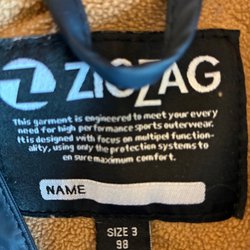 ZIGZAG
This garment is engineered to meet your every
need for high performance sports outerwear.
It is designed with focus on multipel function-
ality, using only the protection systems to
en sure maximum comfort.
NAME
SIZE 3
98